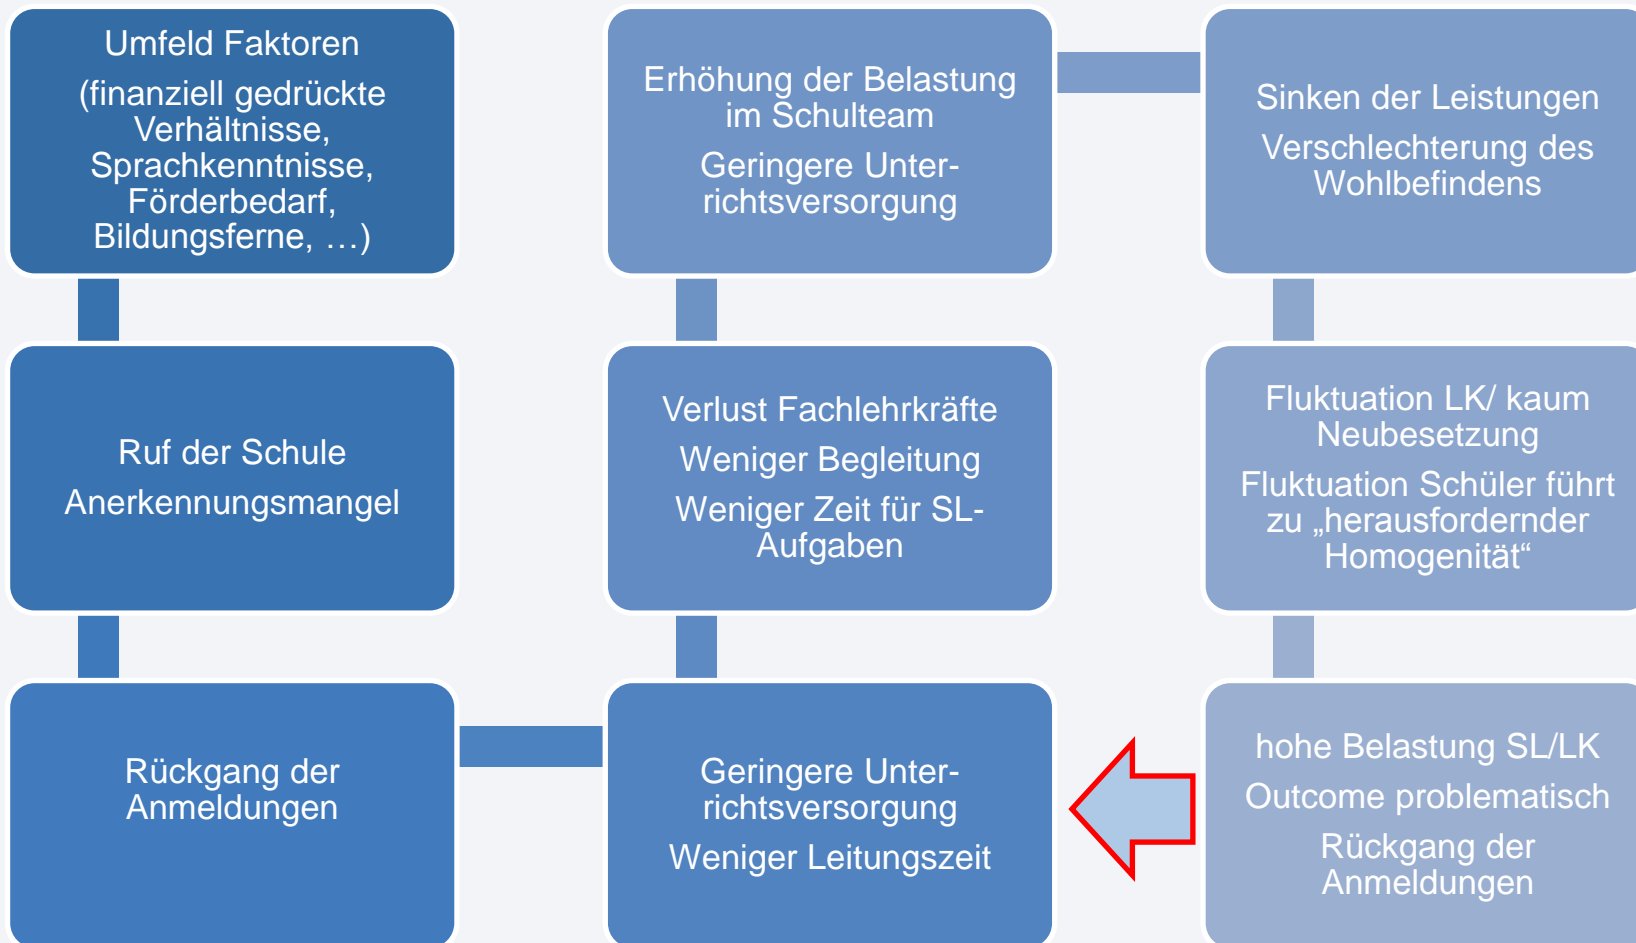 Umfeld Faktoren
(finanziell gedrückte
Verhältnisse,
Sprachkenntnisse,
Förderbedarf,
Bildungsferne, …)
Ruf der Schule
Anerkennungsmangel
Rückgang der
Anmeldungen
Geringere Unter-
richtsversorgung
Weniger Leitungszeit
Verlust Fachlehrkräfte
Weniger Begleitung
Weniger Zeit für SL-
Aufgaben
Erhöhung der Belastung
im Schulteam
Geringere Unter-
richtsversorgung
Sinken der Leistungen
Verschlechterung des
Wohlbefindens
Fluktuation LK/ kaum
Neubesetzung
Fluktuation Schüler führt
zu „herausfordernder
Homogenität“
hohe Belastung SL/LK
Outcome problematisch
Rückgang der
Anmeldungen